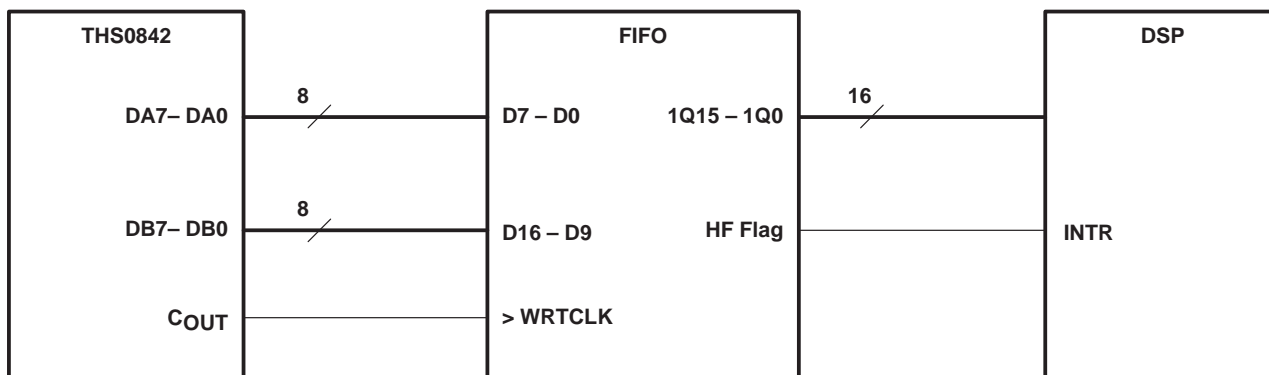 THS0842
FIFO
DSP
8
16
DA7– DA0
D7 – D0
1Q15 – 1Q0
8
DB7– DB0
D16 – D9
HF Flag
INTR
COUT
> WRTCLK